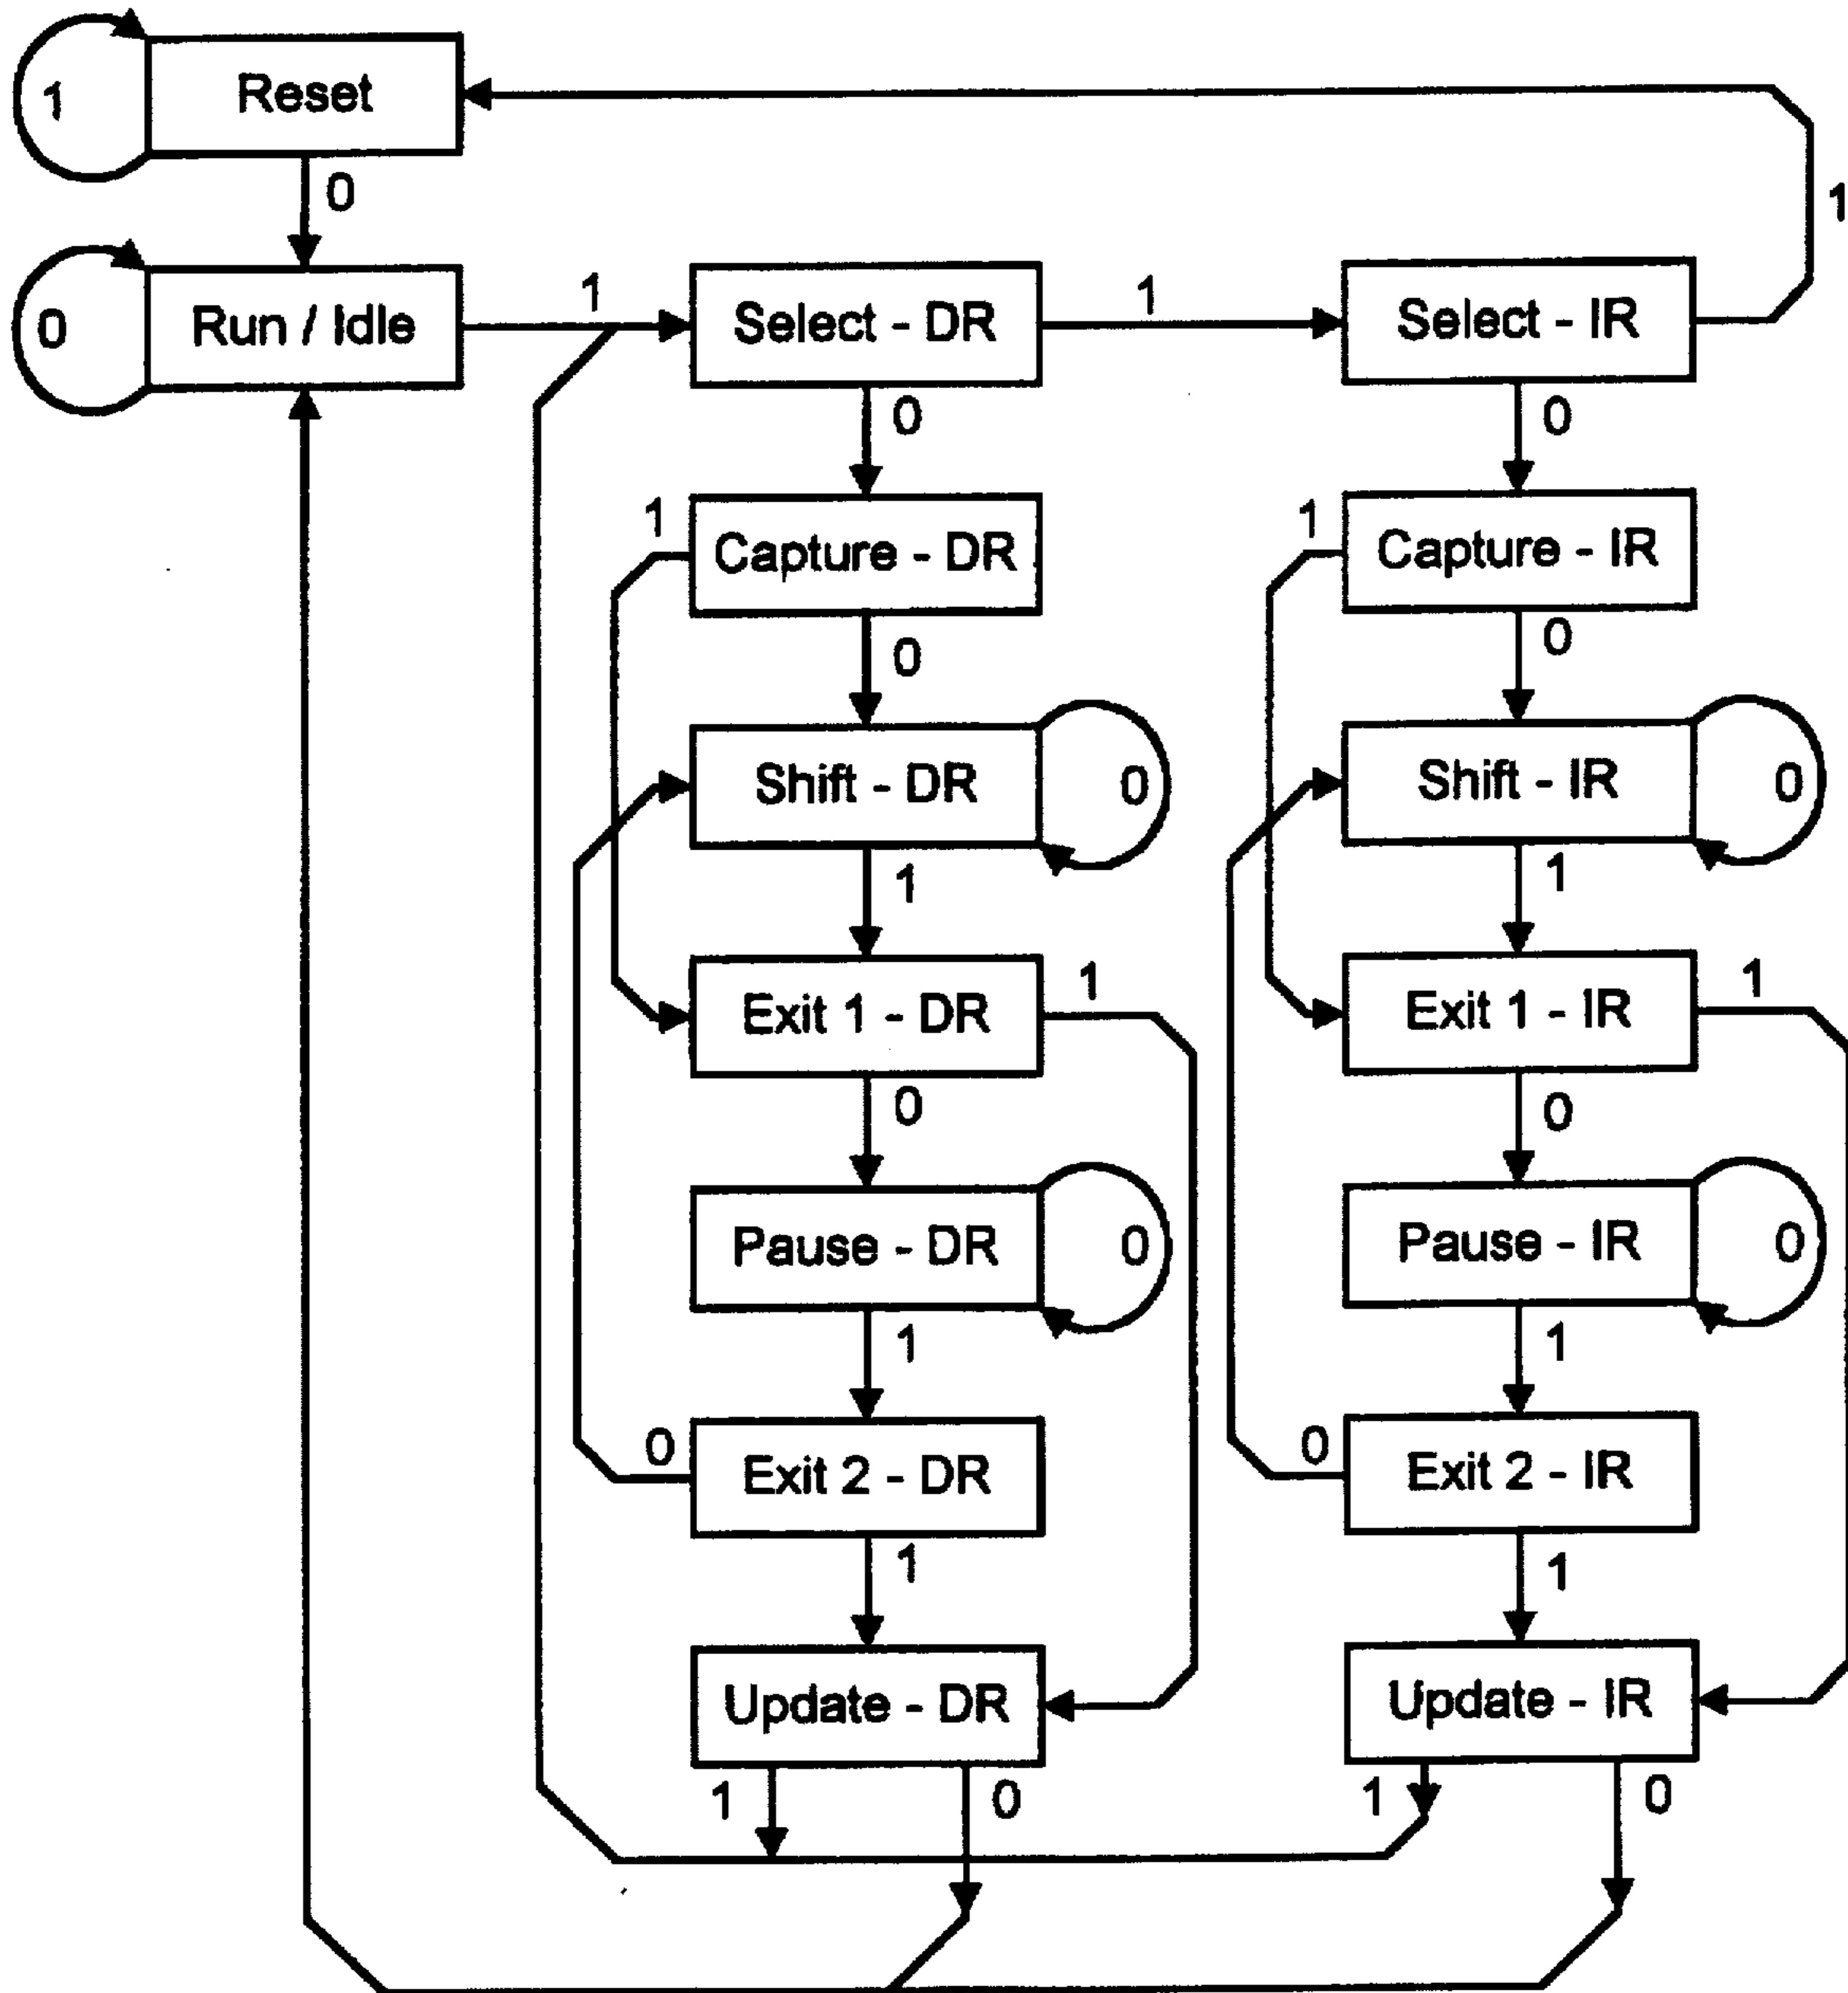 Reset
1
0
1
Run / Idle
0
1
Select - DR
1
Select - IR
0
0
1
Capture - DR
1
Capture - IR
0
0
Shift - DR
0
Shift - IR
0
1
1
Exit 1 - DR
1
Exit 1 - IR
1
0
0
Pause - DR
0
Pause - IR
0
1
1
0
Exit 2 - DR
0
Exit 2 - IR
1
1
Update - DR
Update - IR
1
0
1
0